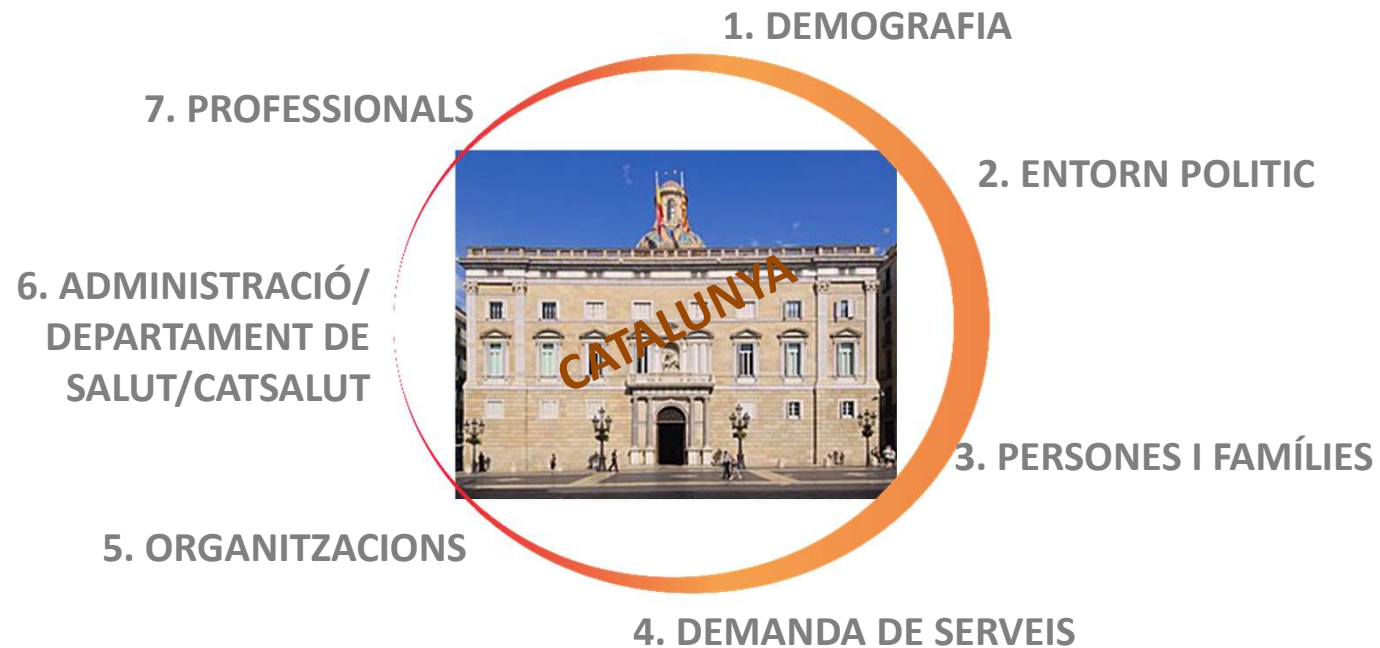 1. DEMOGRAFIA
2. ENTORN POLITIC
3. PERSONES I FAMÍLIES
4. DEMANDA DE SERVEIS
5. ORGANITZACIONS
6. ADMINISTRACIÓ/
DEPARTAMENT DE
SALUT/CATSALUT
7. PROFESSIONALS
CATALUNYA